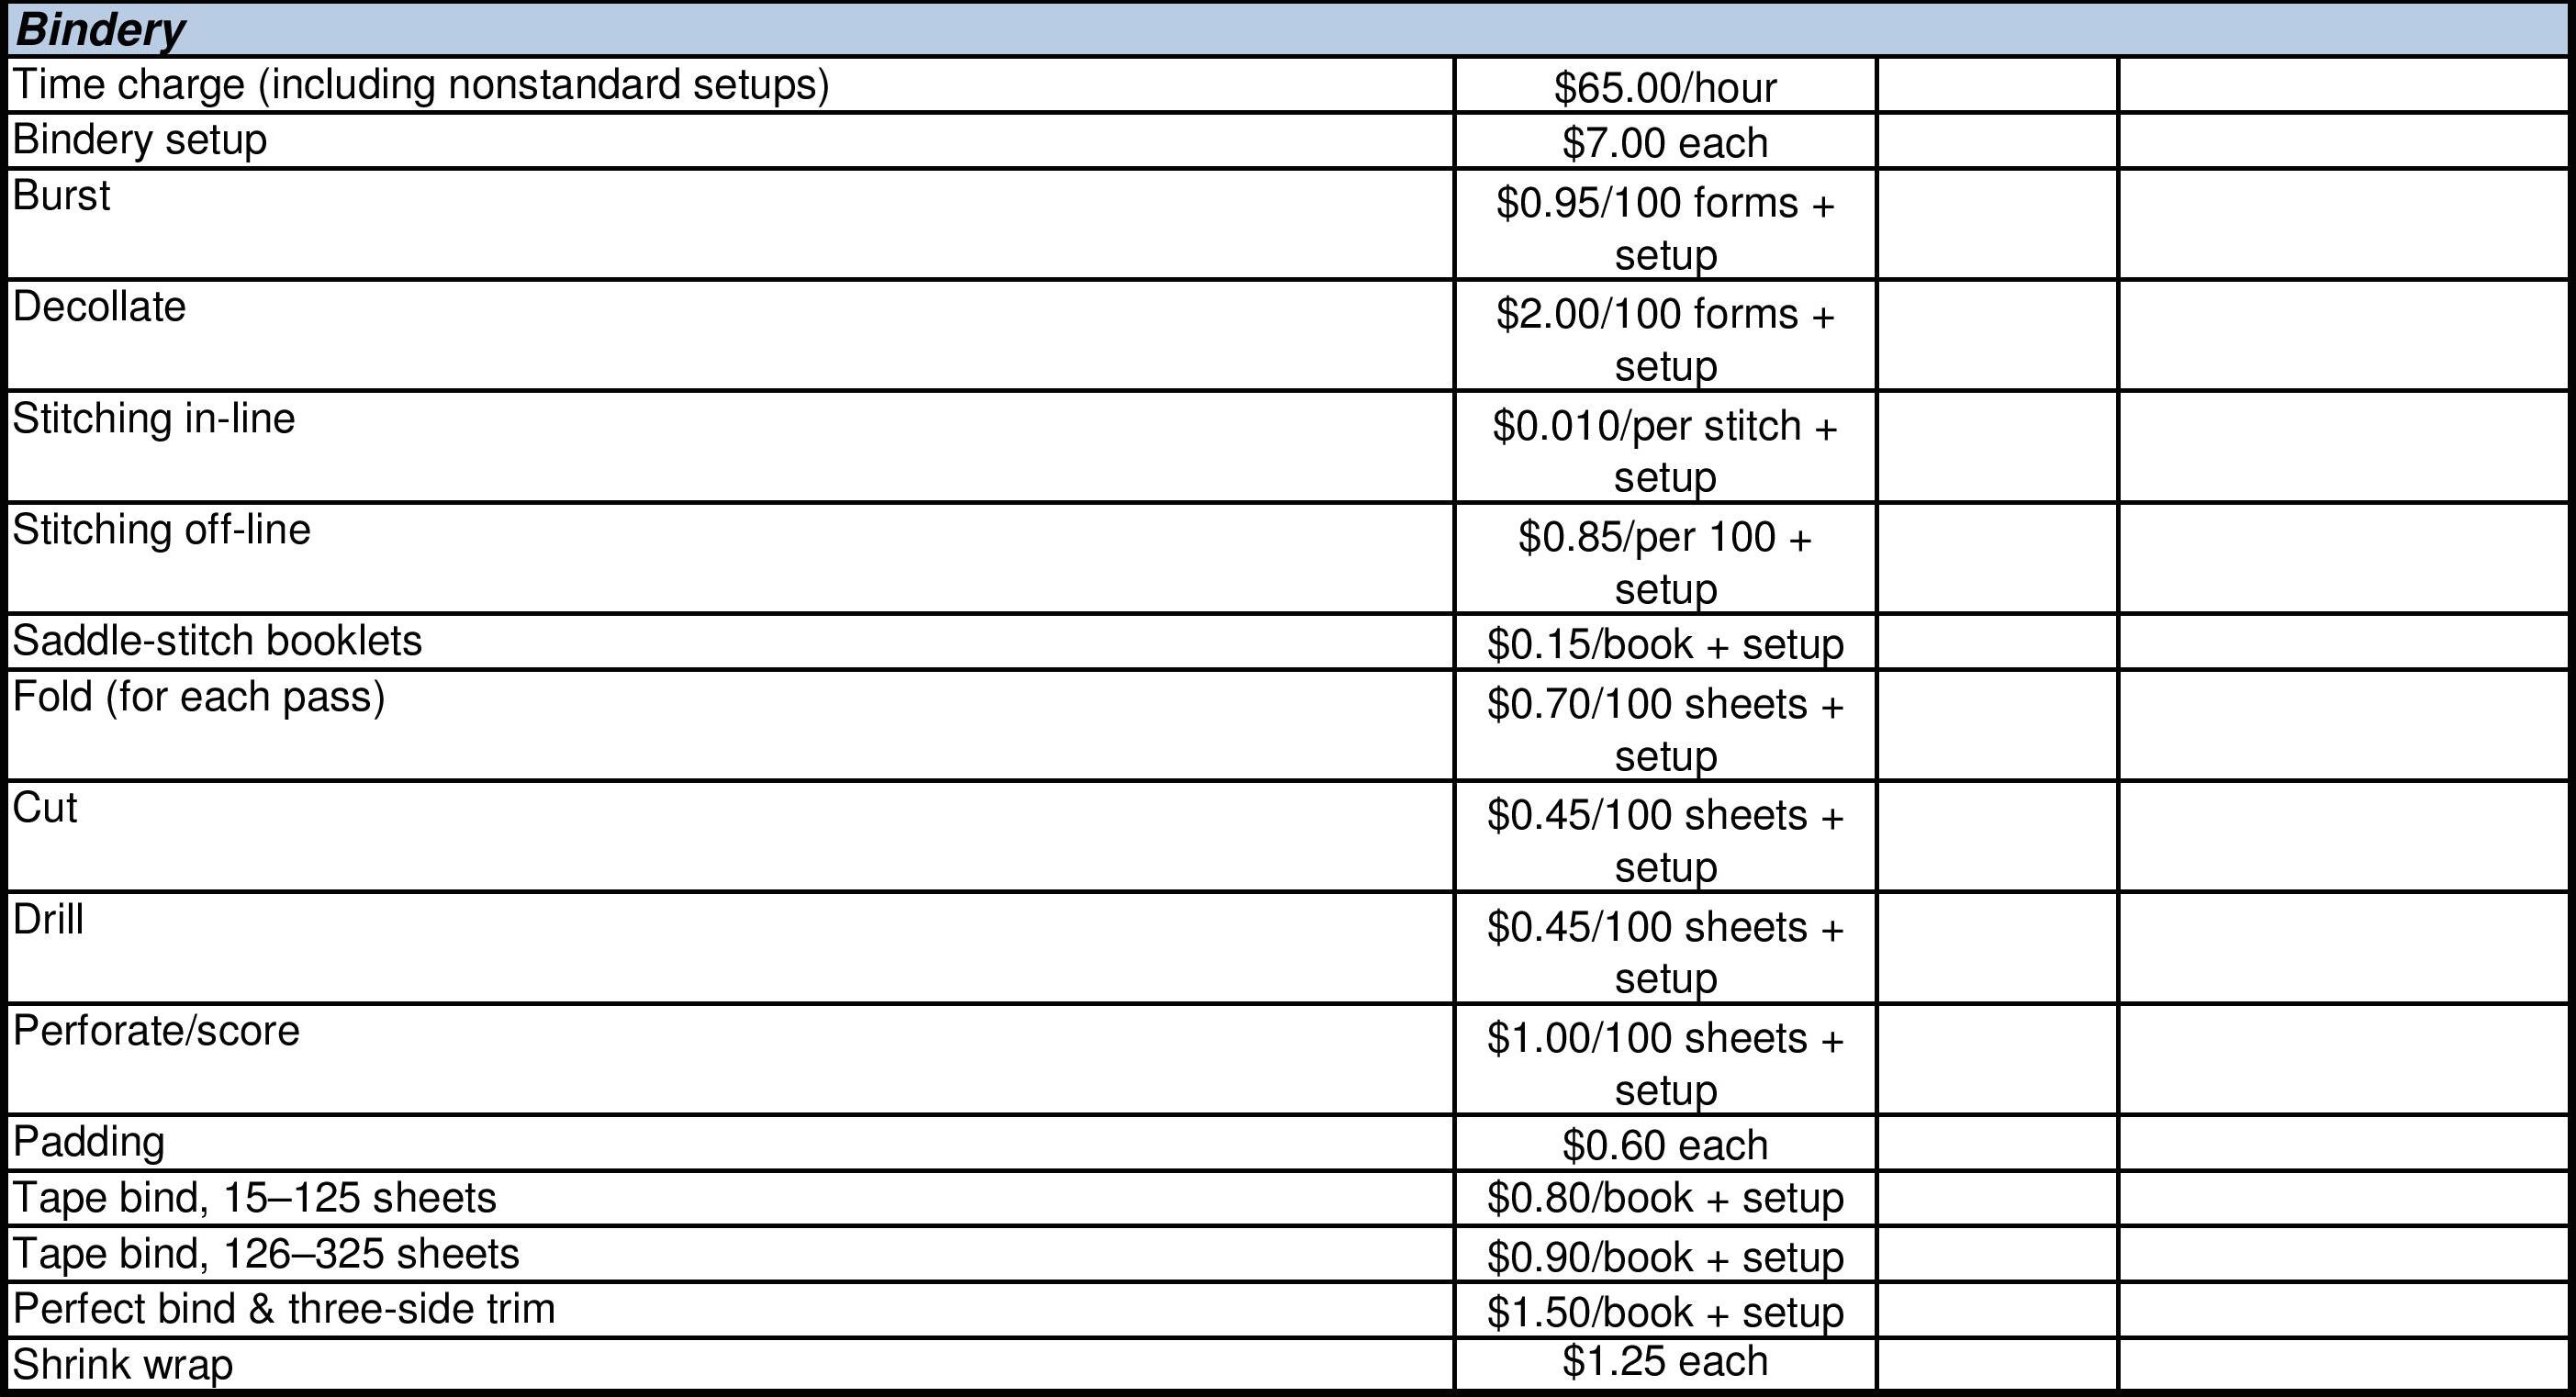 Bindery
Time charge (including nonstandard setups) $65.00/hour
Bindery setup $7.00 each
Burst $0.95/100 forms +
setup
Decollate $2.00/100 forms +
setup
Stitching in-line $0.010/per stitch +
setup
Stitching off-line $0.85/per 100 +
setup
Saddle-stitch booklets $0.15/book + setup
Fold (for each pass) $0.70/100 sheets +
setup
Cut $0.45/100 sheets +
setup
Drill $0.45/100 sheets +
setup
Perforate/score $1.00/100 sheets +
setup
Padding $0.60 each
Tape bind, 15–125 sheets $0.80/book + setup
Tape bind, 126–325 sheets $0.90/book + setup
Perfect bind & three-side trim $1.50/book + setup
Shrink wrap $1.25 each